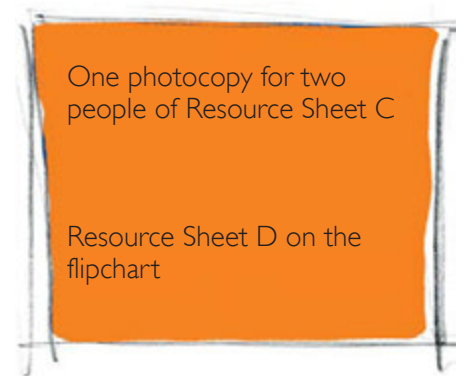 One photocopy for two
people of Resource Sheet C
Resource Sheet D on the
flipchart